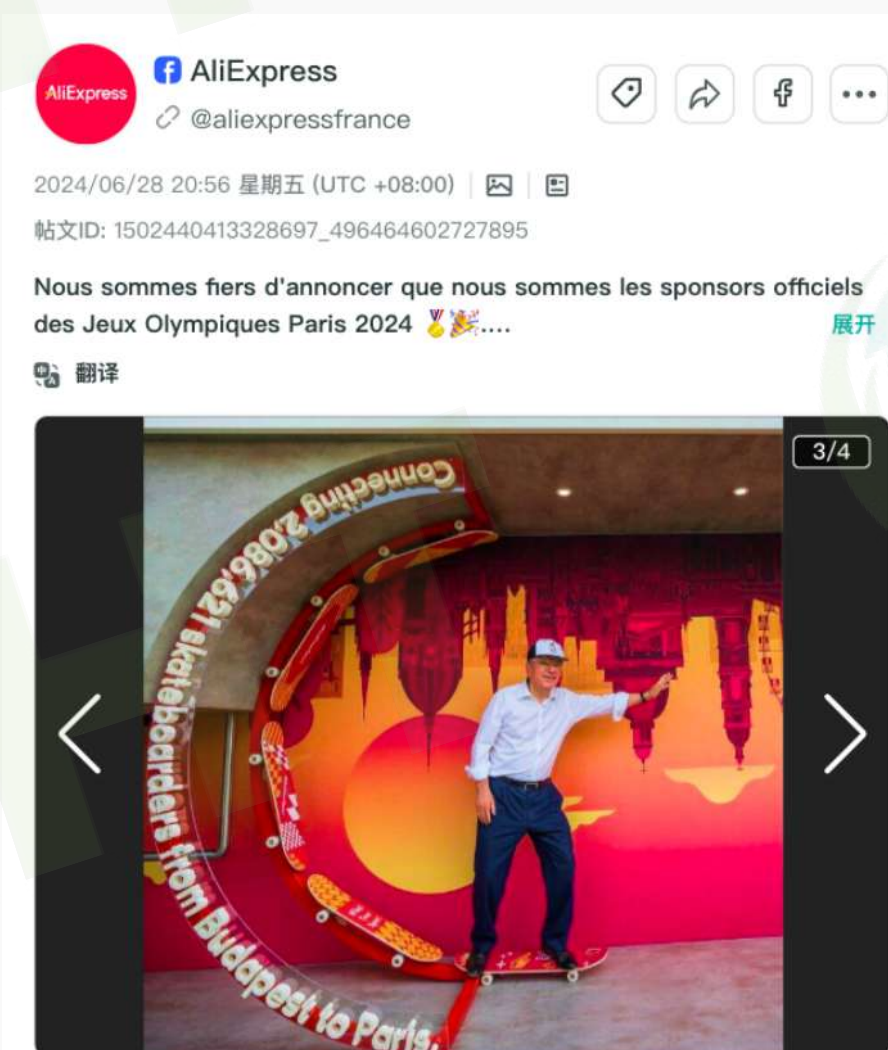 AliExpress
AliExpress
@aliexpressfrance
2024/06/28 20:56 星期五 (UTC +08:00)
帖文ID: 1502440413328697_496464602727895
Nous sommes fiers d'annoncer que nous sommes les sponsors officiels
des Jeux Olympiques Paris 2024 🏅🎉....
展开
翻译
3/4
Connecting 2,086,621 skateboarders from Budapest to Paris.